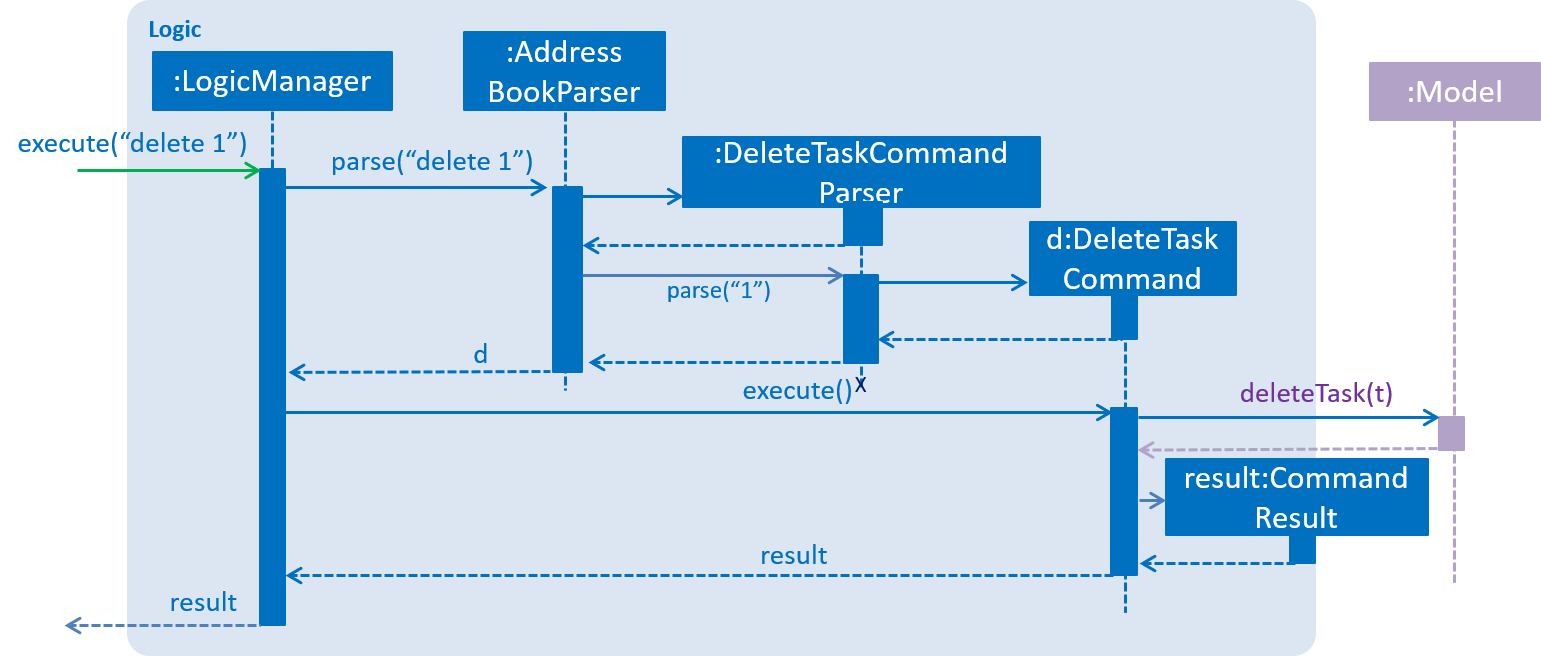 Logic
:LogicManager
:Address
BookParser
:Model
execute(“delete 1”)
parse(“delete 1”)
:DeleteTaskCommand
Parser
d:DeleteTask
Command
parse(“1”)
d
execute()
X
deleteTask(t)
result:Command
Result
result
result